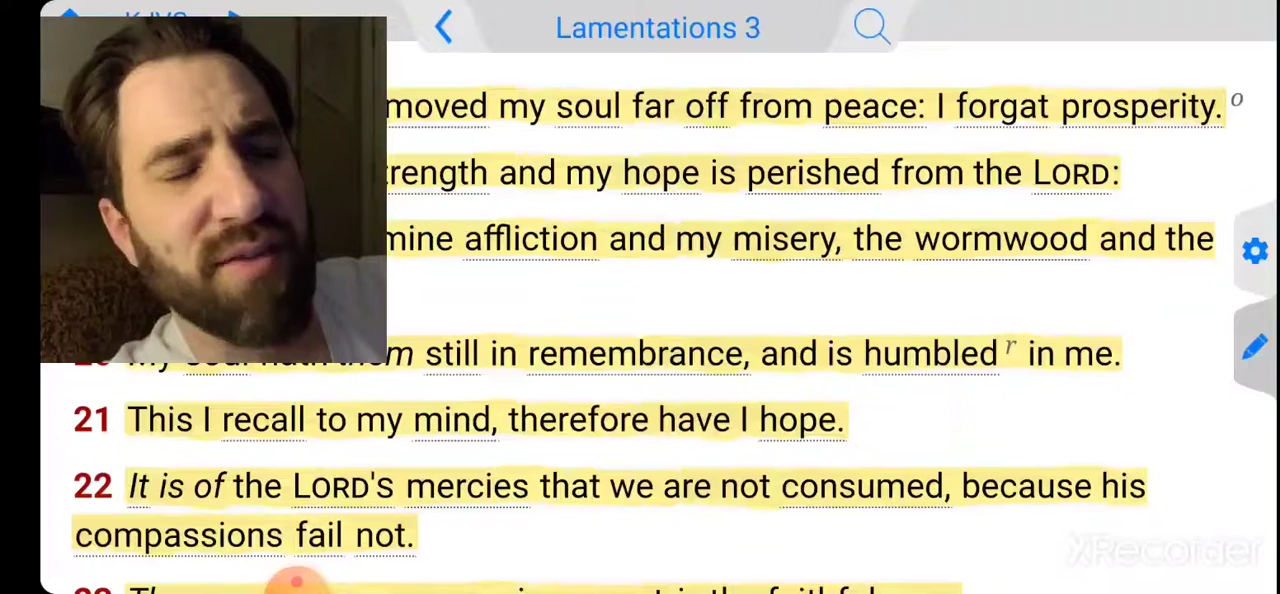 Lamentations 3
moved my soul far off from peace: I forgat prosperity. o
and my hope is perished from the LORD:
mine affliction and my misery, the wormwood and the
still in remembrance, and is humbled r in me.
21 This I recall to my mind, therefore have I hope.
22 It is of the LORD'S mercies that we are not consumed, because his
compassions fail not.
XRecorder